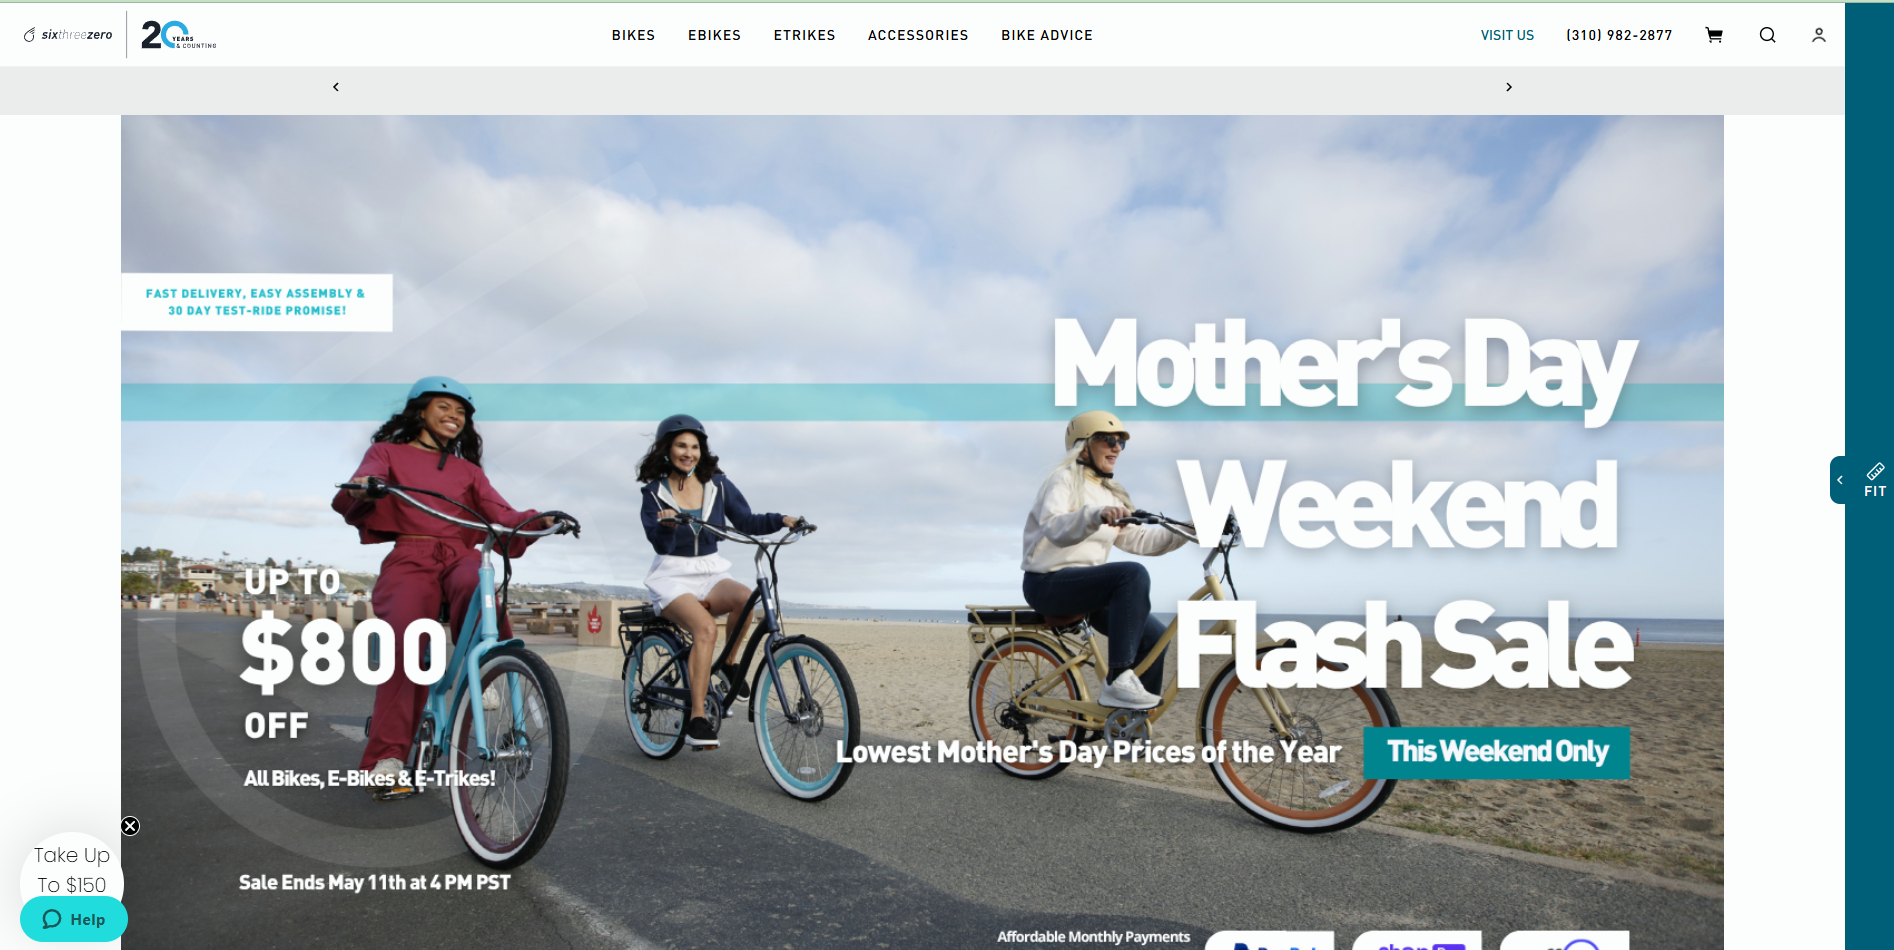 sixthreezero
20 YEARS
& COUNTING
BIKES
EBIKES
ETRIKES
ACCESSORIES
BIKE ADVICE
VISIT US
(310) 982-2877
FAST DELIVERY, EASY ASSEMBLY &
30 DAY TEST-RIDE PROMISE!
Mother's Day
Weekend
Flash Sale
Lowest Mother's Day Prices of the Year
This Weekend Only
UP TO
$800
OFF
All Bikes, E-Bikes & E-Trikes!
Sale Ends May 11th at 4 PM PST
Affordable Monthly Payments
FIT
Take Up
To $150
Help